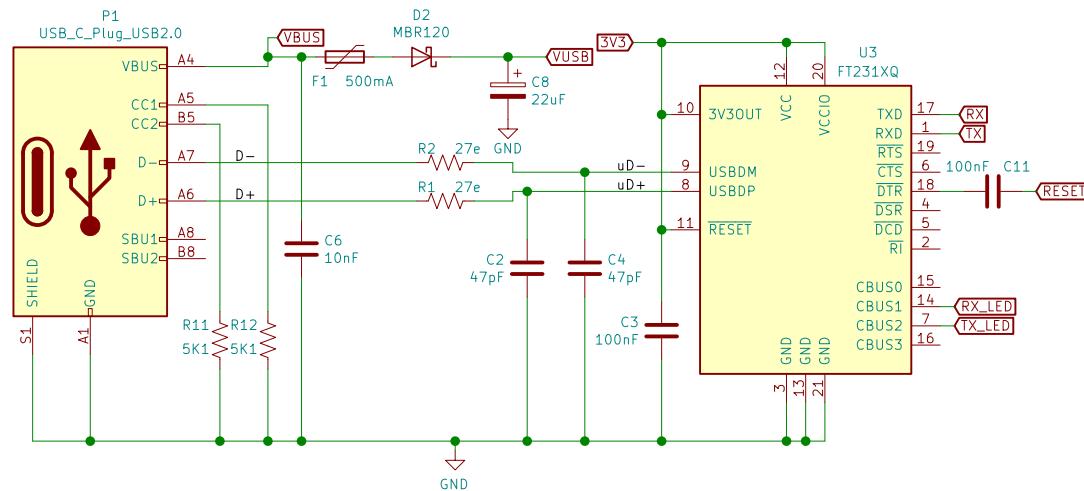 P1
USB_C_Plug_USB2.0
VBUS
A4
CC1
A5
CC2
B5
D-
A7
D+
A6
SBU1
A8
SBU2
B8
SHIELD
GND
S1
A1
VBUS
F1
500mA
D2
MBR120
VUSB
C8
22uF
+
GND
D-
D+
R2
27e
R1
27e
uD-
uD+
C6
10nF
R11
5K1
R12
5K1
C2
47pF
C4
47pF
C3
100nF
GND
3V3
U3
FT231XQ
12
20
VCC
VCCIO
10
3V3OUT
9
USBDM
8
USBDP
11
RESET
TXD
17
RX
RXD
1
TX
RTS
19
CTS
6
DTR
18
DSR
4
DCD
5
RI
2
CBUS0
15
CBUS1
14
RX_LED
CBUS2
7
TX_LED
CBUS3
16
GND
GND
GND
3
13
21
100nF
C11
RESET